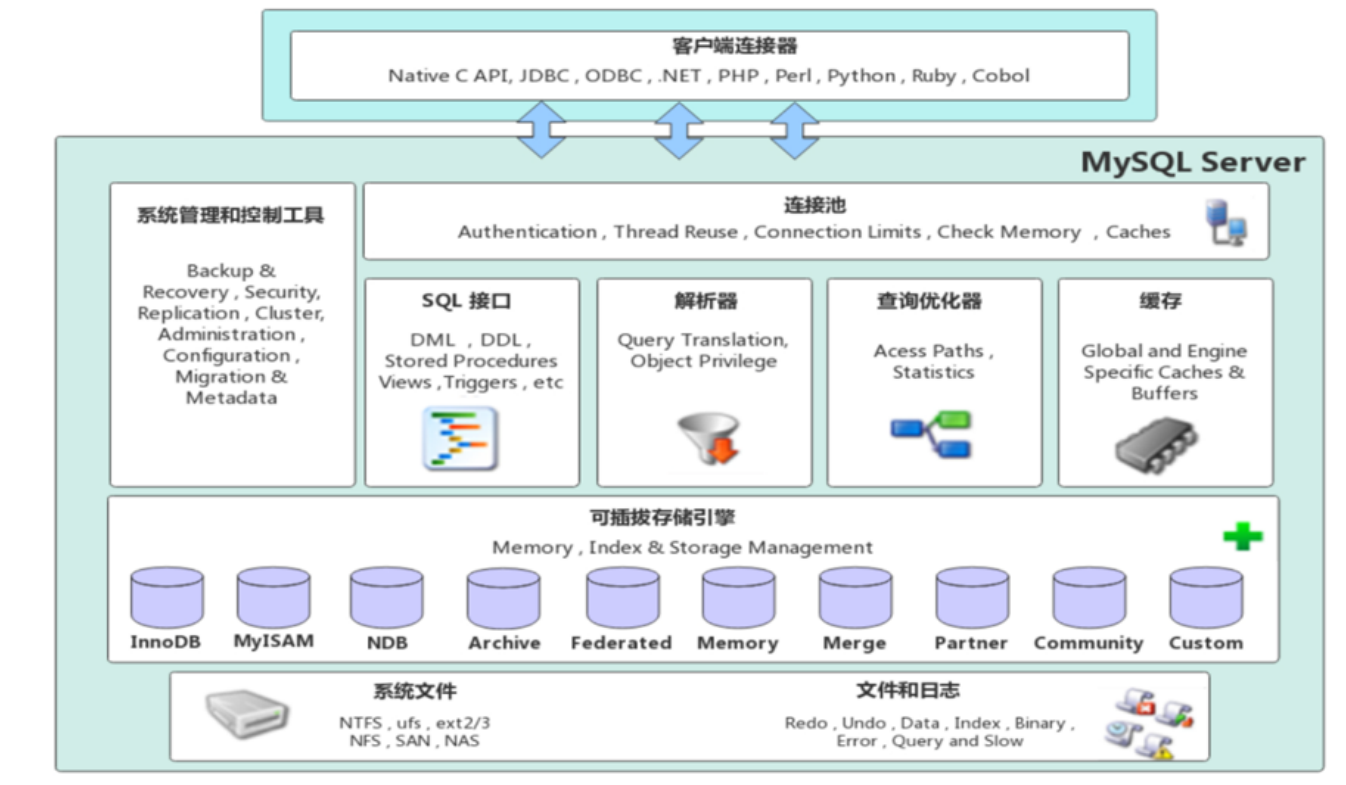 客户端连接器
Native C API, JDBC , ODBC , .NET , PHP , Perl , Python , Ruby , Cobol
MySQL Server
系统管理和控制工具
Backup &
Recovery , Security,
Replication , Cluster,
Administration ,
Configuration ,
Migration &
Metadata
连接池
Authentication , Thread Reuse , Connection Limits , Check Memory , Caches
SQL 接口
DML , DDL ,
Stored Procedures
Views ,Triggers , etc
解析器
Query Translation,
Object Privilege
查询优化器
Acess Paths ,
Statistics
缓存
Global and Engine
Specific Caches &
Buffers
可插拔存储引擎
Memory , Index & Storage Management
InnoDB
MyISAM
NDB
Archive
Federated
Memory
Merge
Partner
Community
Custom
系统文件
NTFS , ufs , ext2/3
NFS , SAN , NAS
文件和日志
Redo , Undo , Data , Index , Binary ,
Error , Query and Slow